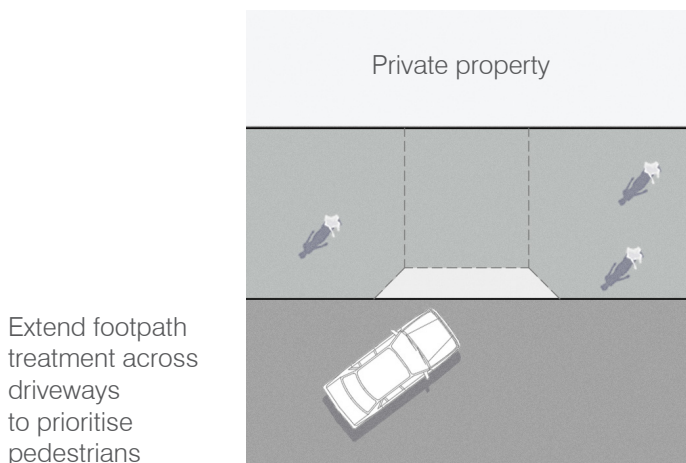 Private property
Extend footpath
treatment across
driveways
to prioritise
pedestrians